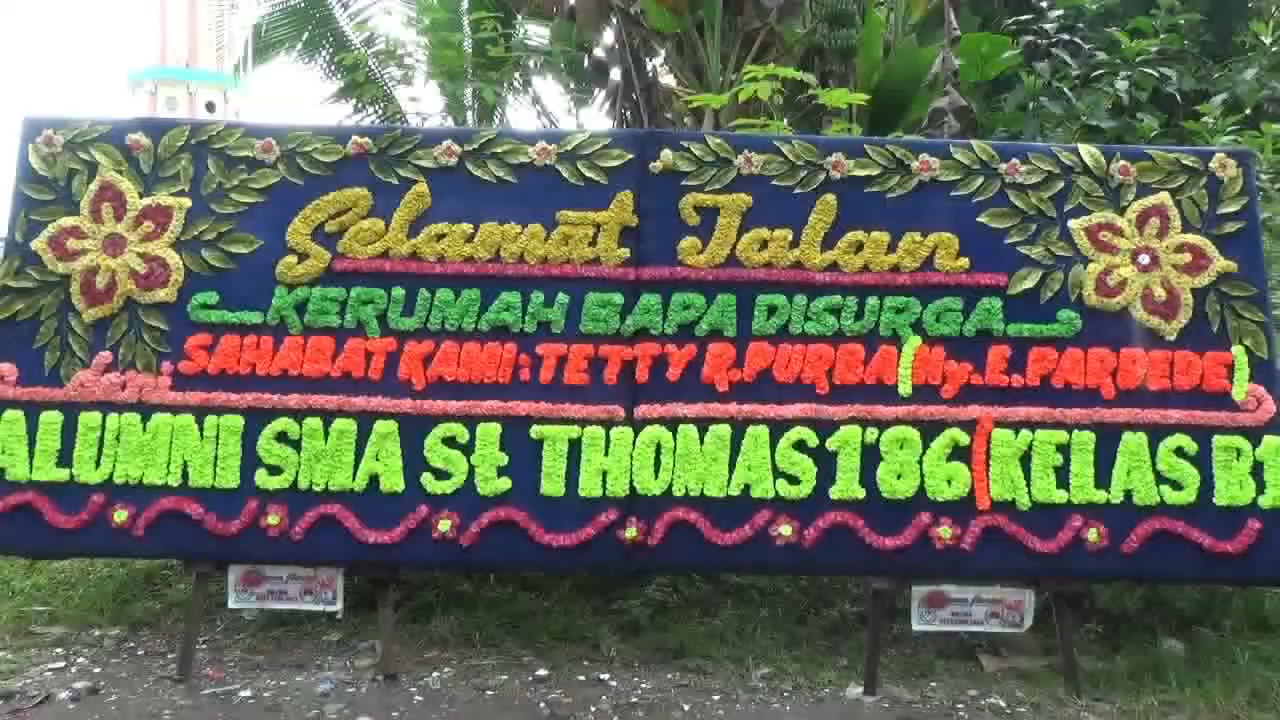 Selamat Jalan
KERUMAH BAPA DISURGA
SAHABAT KAMI: TETTY R.PURBA (Ny. E. PARDEDE)
ALUMNI SMA St THOMAS 1'86 (KELAS B1